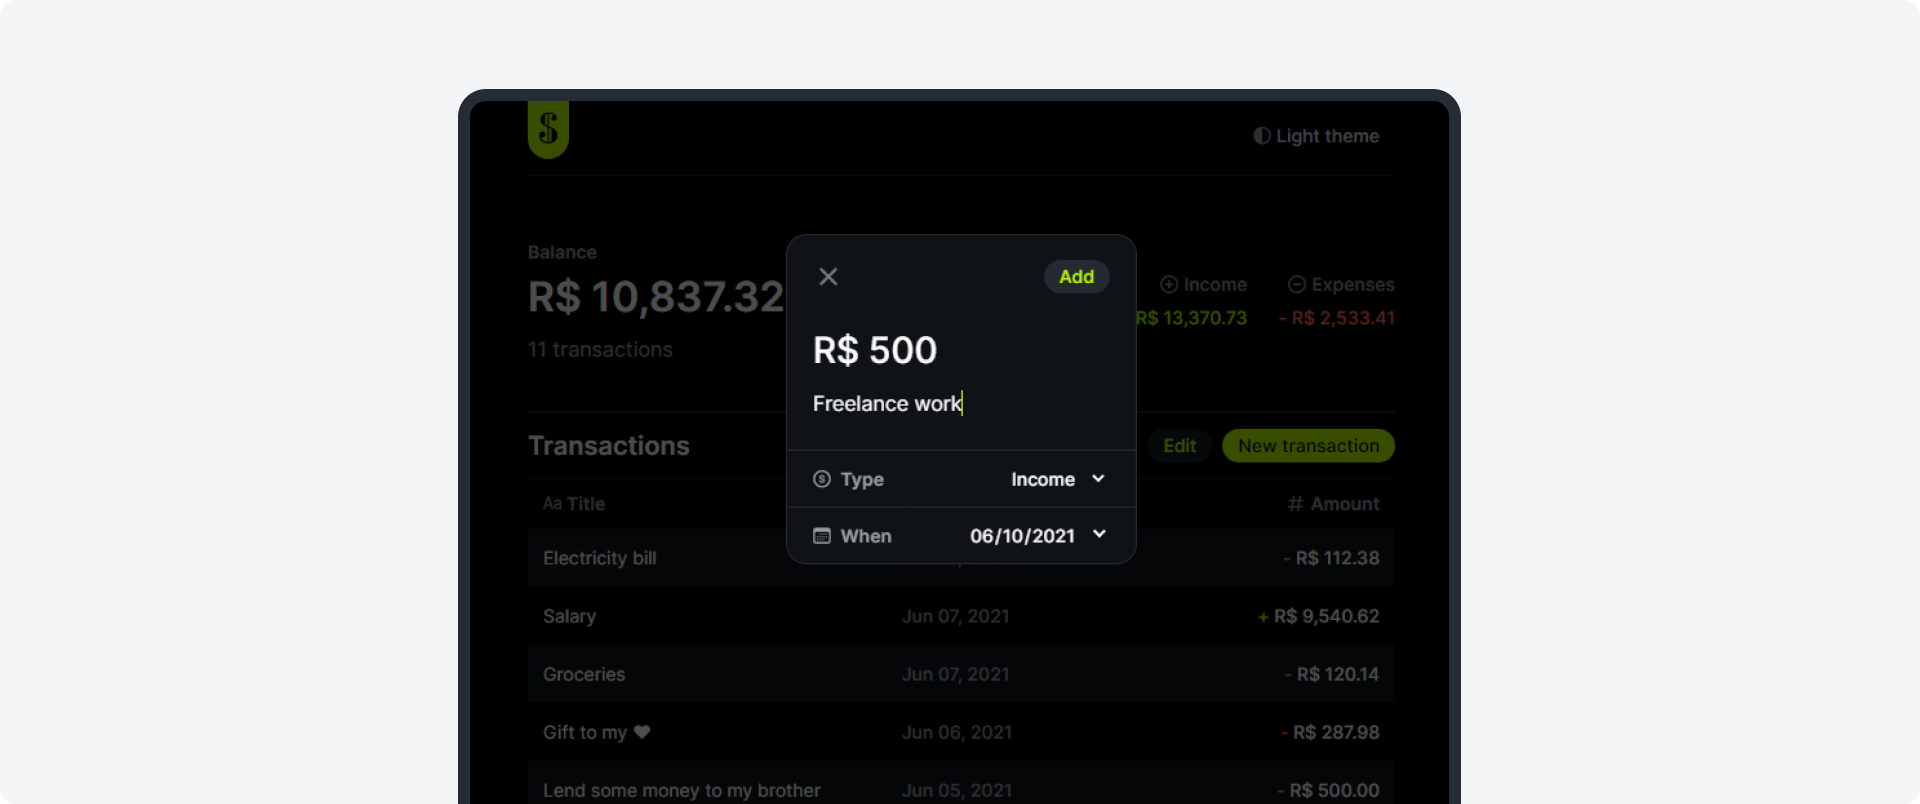 $
Light theme
Balance
R$ 10,837.32
11 transactions
Income
Expenses
R$ 13,370.73
- R$ 2,533.41
Add
R$ 500
Freelance work
Type
Income
When
06/10/2021
Transactions
Edit
New transaction
Aa Title
# Amount
Electricity bill
- R$ 112.38
Salary
Jun 07, 2021
+ R$ 9,540.62
Groceries
Jun 07, 2021
- R$ 120.14
Gift to my ♥
Jun 06, 2021
- R$ 287.98
Lend some money to my brother
Jun 05, 2021
- R$ 500.00